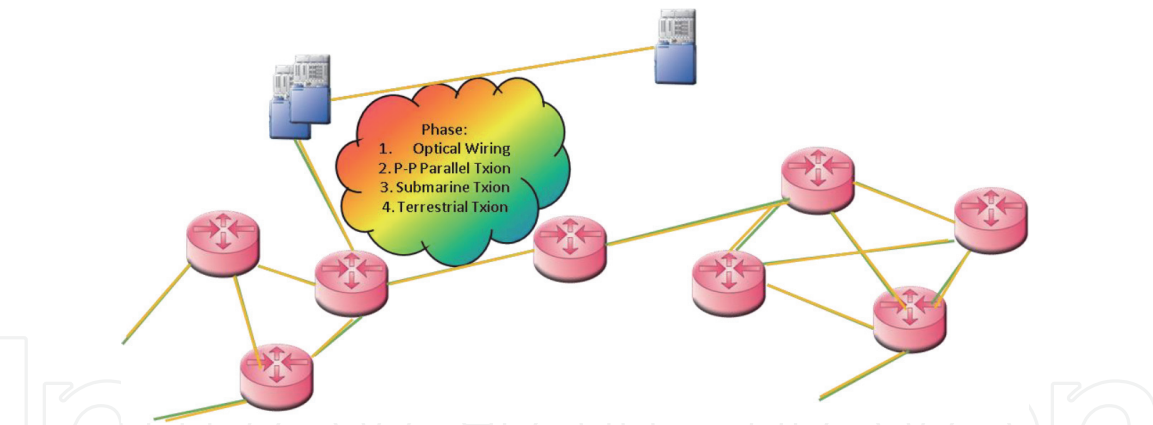 Phase:
1. Optical Wiring
2. P-P Parallel Txion
3. Submarine Txion
4. Terrestrial Txion